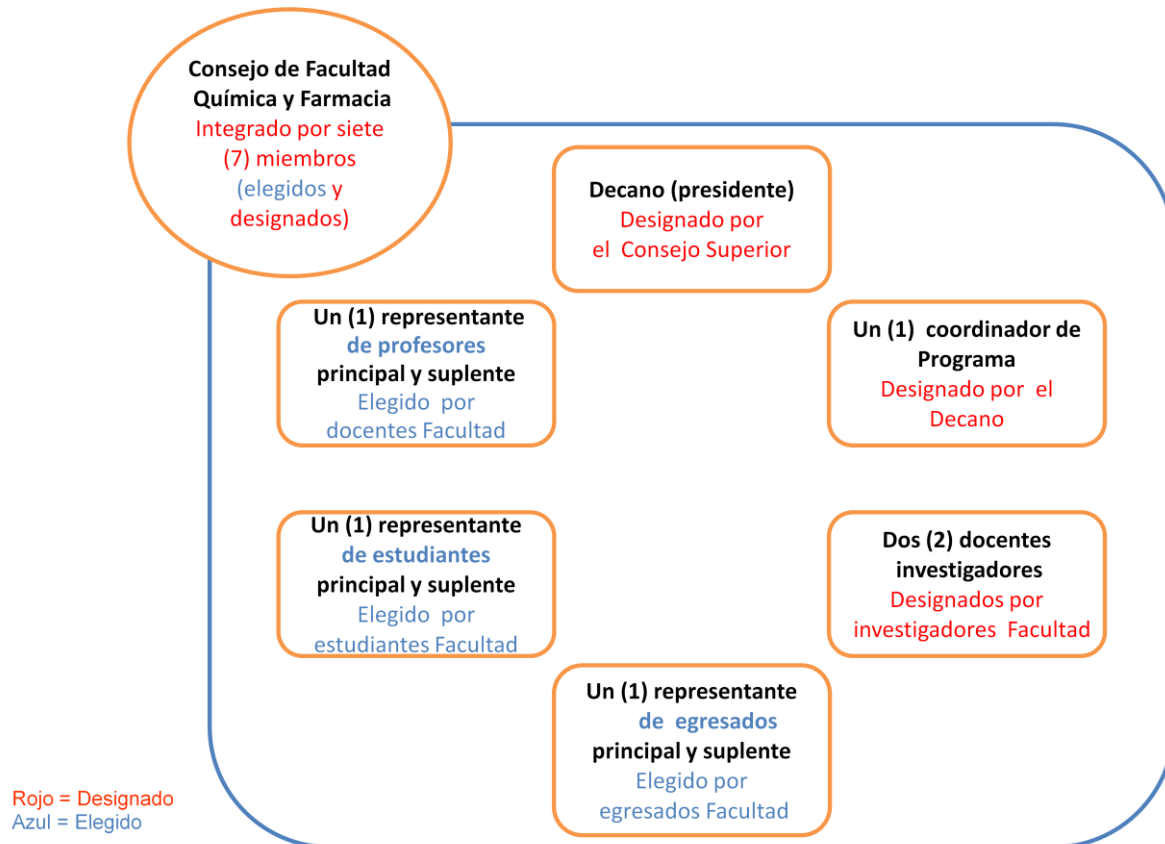 Consejo de Facultad
Química y Farmacia
Integrado por siete
(7) miembros
(elegidos y
designados)
Decano (presidente)
Designado por
el Consejo Superior
Un (1) representante
de profesores
principal y suplente
Elegido por
docentes Facultad
Un (1) coordinador de
Programa
Designado por el
Decano
Un (1) representante
de estudiantes
principal y suplente
Elegido por
estudiantes Facultad
Dos (2) docentes
investigadores
Designados por
investigadores Facultad
Un (1) representante
de egresados
principal y suplente
Elegido por
egresados Facultad
Rojo = Designado
Azul = Elegido